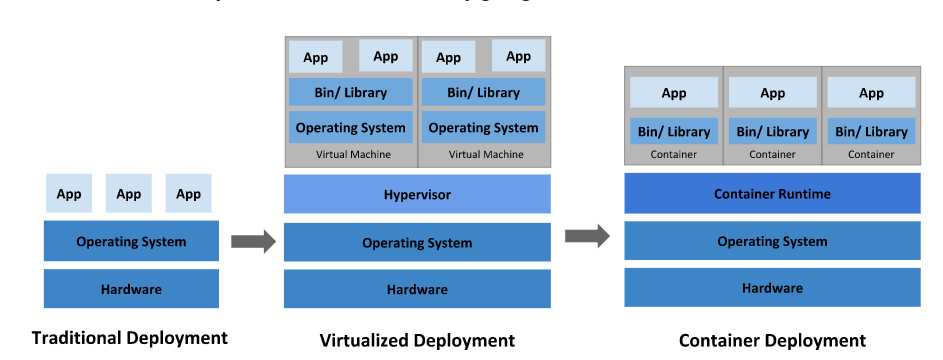 App App App
Operating System
Hardware
Traditional Deployment
App App App App
Bin/ Library Bin/ Library
Operating System Operating System
Virtual Machine Virtual Machine
Hypervisor
Operating System
Hardware
Virtualized Deployment
App App App
Bin/ Library Bin/ Library Bin/ Library
Container Container Container
Container Runtime
Operating System
Hardware
Container Deployment